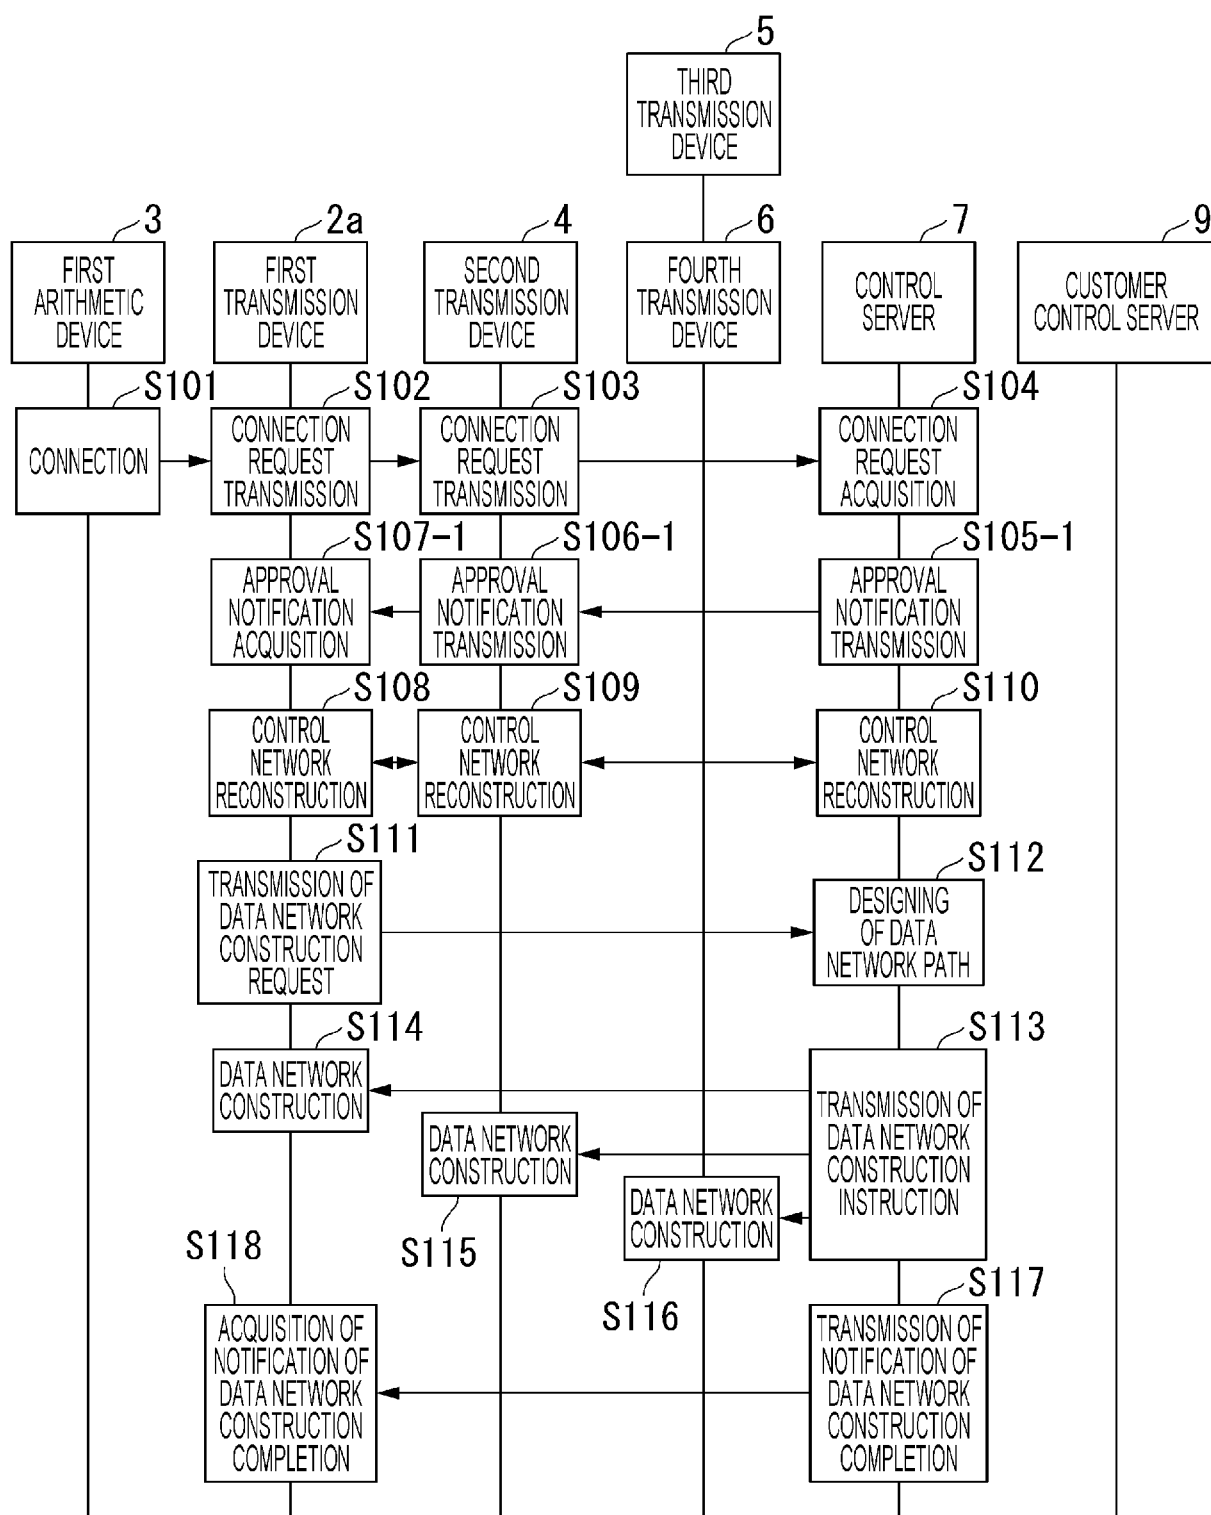 5
THIRD
TRANSMISSION
DEVICE
3
2a
4
6
7
9
FIRST
ARITHMETIC
DEVICE
FIRST
TRANSMISSION
DEVICE
SECOND
TRANSMISSION
DEVICE
FOURTH
TRANSMISSION
DEVICE
CONTROL
SERVER
CUSTOMER
CONTROL SERVER
S101
S102
S103
S104
CONNECTION
CONNECTION
REQUEST
TRANSMISSION
CONNECTION
REQUEST
TRANSMISSION
CONNECTION
REQUEST
ACQUISITION
S107-1
S106-1
S105-1
APPROVAL
NOTIFICATION
ACQUISITION
APPROVAL
NOTIFICATION
TRANSMISSION
APPROVAL
NOTIFICATION
TRANSMISSION
S108
S109
S110
CONTROL
NETWORK
RECONSTRUCTION
CONTROL
NETWORK
RECONSTRUCTION
CONTROL
NETWORK
RECONSTRUCTION
S111
S112
TRANSMISSION OF
DATA NETWORK
CONSTRUCTION
REQUEST
DESIGNING
OF DATA
NETWORK PATH
S114
S113
DATA NETWORK
CONSTRUCTION
TRANSMISSION OF
DATA NETWORK
CONSTRUCTION
INSTRUCTION
DATA NETWORK
CONSTRUCTION
S115
DATA NETWORK
CONSTRUCTION
S116
S118
S117
ACQUISITION OF
NOTIFICATION OF
DATA NETWORK
CONSTRUCTION
COMPLETION
TRANSMISSION OF
NOTIFICATION OF
DATA NETWORK
CONSTRUCTION
COMPLETION